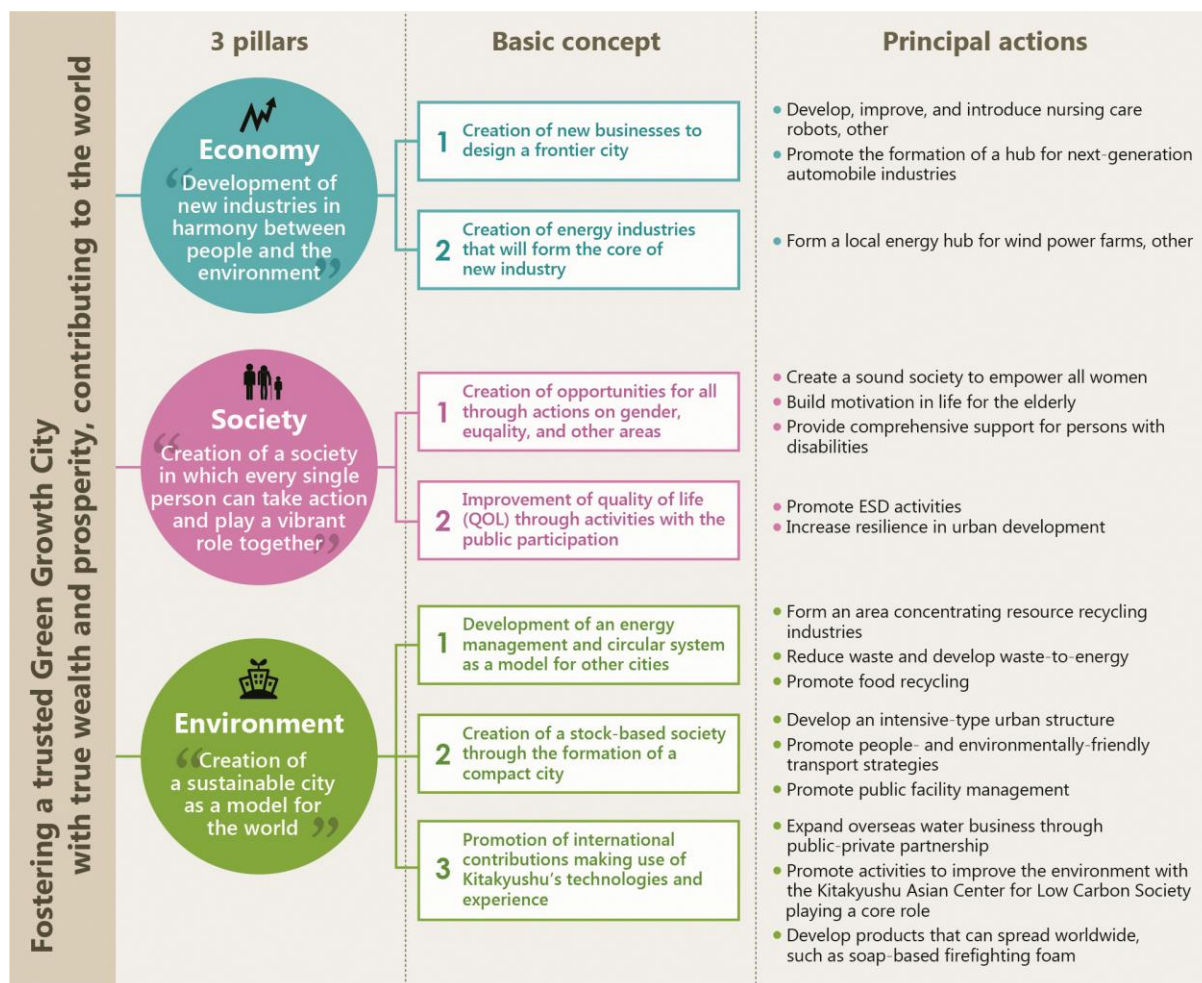 Fostering a trusted Green Growth City
with true wealth and prosperity, contributing to the world
3 pillars
Basic concept
Principal actions
Economy
“Development of
new industries in
harmony between
people and the
environment”
1
Creation of new businesses to
design a frontier city
• Develop, improve, and introduce nursing care
robots, other
• Promote the formation of a hub for next-generation
automobile industries
2
Creation of energy industries
that will form the core of
new industry
• Form a local energy hub for wind power farms, other
Society
“Creation of a society
in which every single
person can take action
and play a vibrant
role together”
1
Creation of opportunities for all
through actions on gender,
euqality, and other areas
• Create a sound society to empower all women
• Build motivation in life for the elderly
• Provide comprehensive support for persons with
disabilities
2
Improvement of quality of life
(QOL) through activities with the
public participation
• Promote ESD activities
• Increase resilience in urban development
Environment
“Creation of
a sustainable city
as a model for
the world”
1
Development of an energy
management and circular system
as a model for other cities
• Form an area concentrating resource recycling
industries
• Reduce waste and develop waste-to-energy
• Promote food recycling
2
Creation of a stock-based society
through the formation of a
compact city
• Develop an intensive-type urban structure
• Promote people- and environmentally-friendly
transport strategies
• Promote public facility management
3
Promotion of international
contributions making use of
Kitakyushu’s technologies and
experience
• Expand overseas water business through
public-private partnership
• Promote activities to improve the environment with
the Kitakyushu Asian Center for Low Carbon Society
playing a core role
• Develop products that can spread worldwide,
such as soap-based firefighting foam